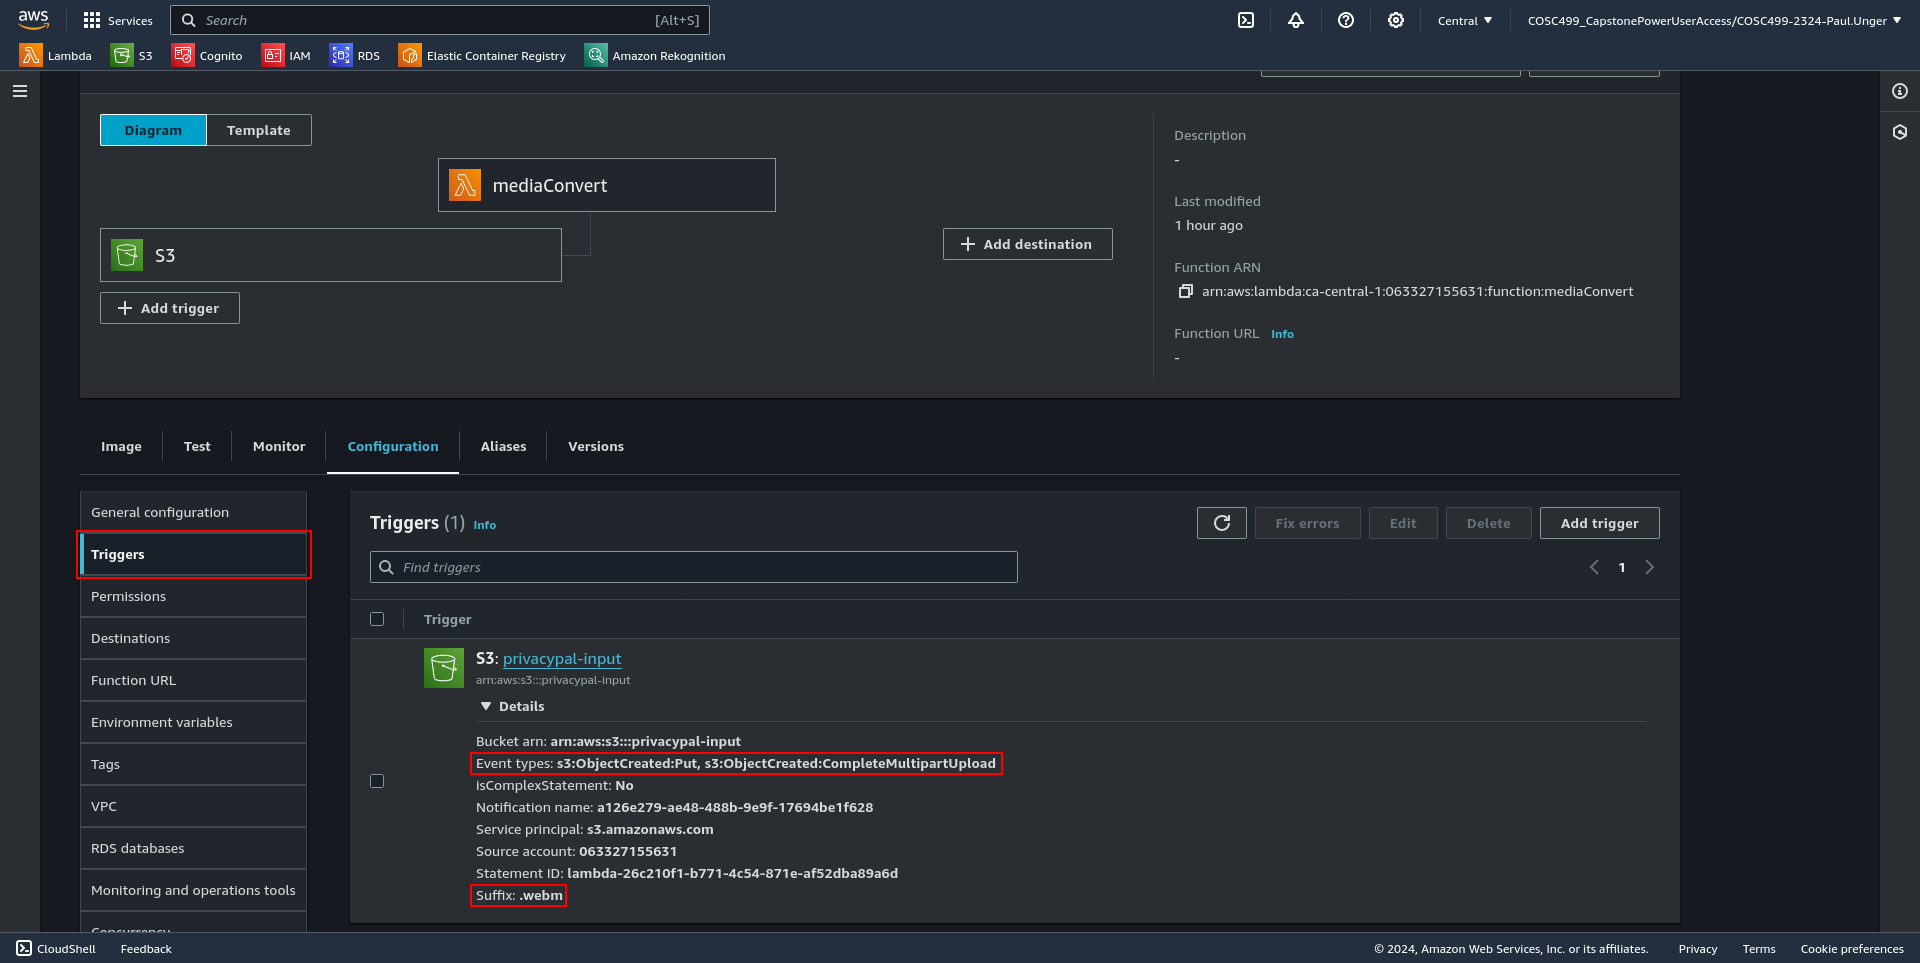 aws
Services
Search
[Alt+S]
Central
COSC499_CapstonePowerUserAccess/COSC499-2324-Paul.Unger
Lambda
S3
Cognito
IAM
RDS
Elastic Container Registry
Amazon Rekognition
Diagram
Template
mediaConvert
S3
Add trigger
Add destination
Description
-
Last modified
1 hour ago
Function ARN
arn:aws:lambda:ca-central-1:063327155631:function:mediaConvert
Function URL Info
-
Image
Test
Monitor
Configuration
Aliases
Versions
General configuration
Triggers
Permissions
Destinations
Function URL
Environment variables
Tags
VPC
RDS databases
Monitoring and operations tools
Concurrency
Triggers (1) Info
Fix errors
Edit
Delete
Add trigger
Find triggers
1
Trigger
S3: privacypal-input
arn:aws:s3:::privacypal-input
Details
Bucket arn: arn:aws:s3:::privacypal-input
Event types: s3:ObjectCreated:Put, s3:ObjectCreated:CompleteMultipartUpload
isComplexStatement: No
Notification name: a126e279-ae48-488b-9e9f-17694be1f628
Service principal: s3.amazonaws.com
Source account: 063327155631
Statement ID: lambda-26c210f1-b771-4c54-871e-af52dba89a6d
Suffix: .webm
CloudShell
Feedback
© 2024, Amazon Web Services, Inc. or its affiliates.
Privacy
Terms
Cookie preferences